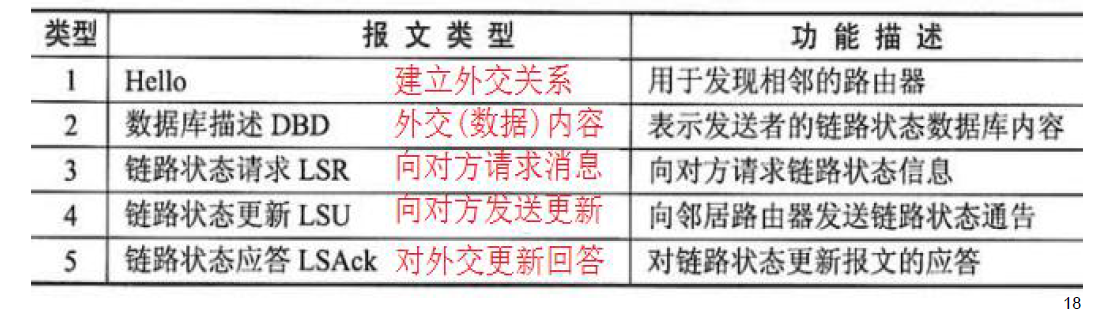 类型 报文类型 功能描述
1 Hello 建立外交关系 用于发现相邻的路由器
2 数据库描述 DBD 外交(数据)内容 表示发送者的链路状态数据库内容
3 链路状态请求 LSR 向对方请求消息 向对方请求链路状态信息
4 链路状态更新 LSU 向对方发送更新 向邻居路由器发送链路状态通告
5 链路状态应答 LSAck 对外交更新回答 对链路状态更新报文的应答
18